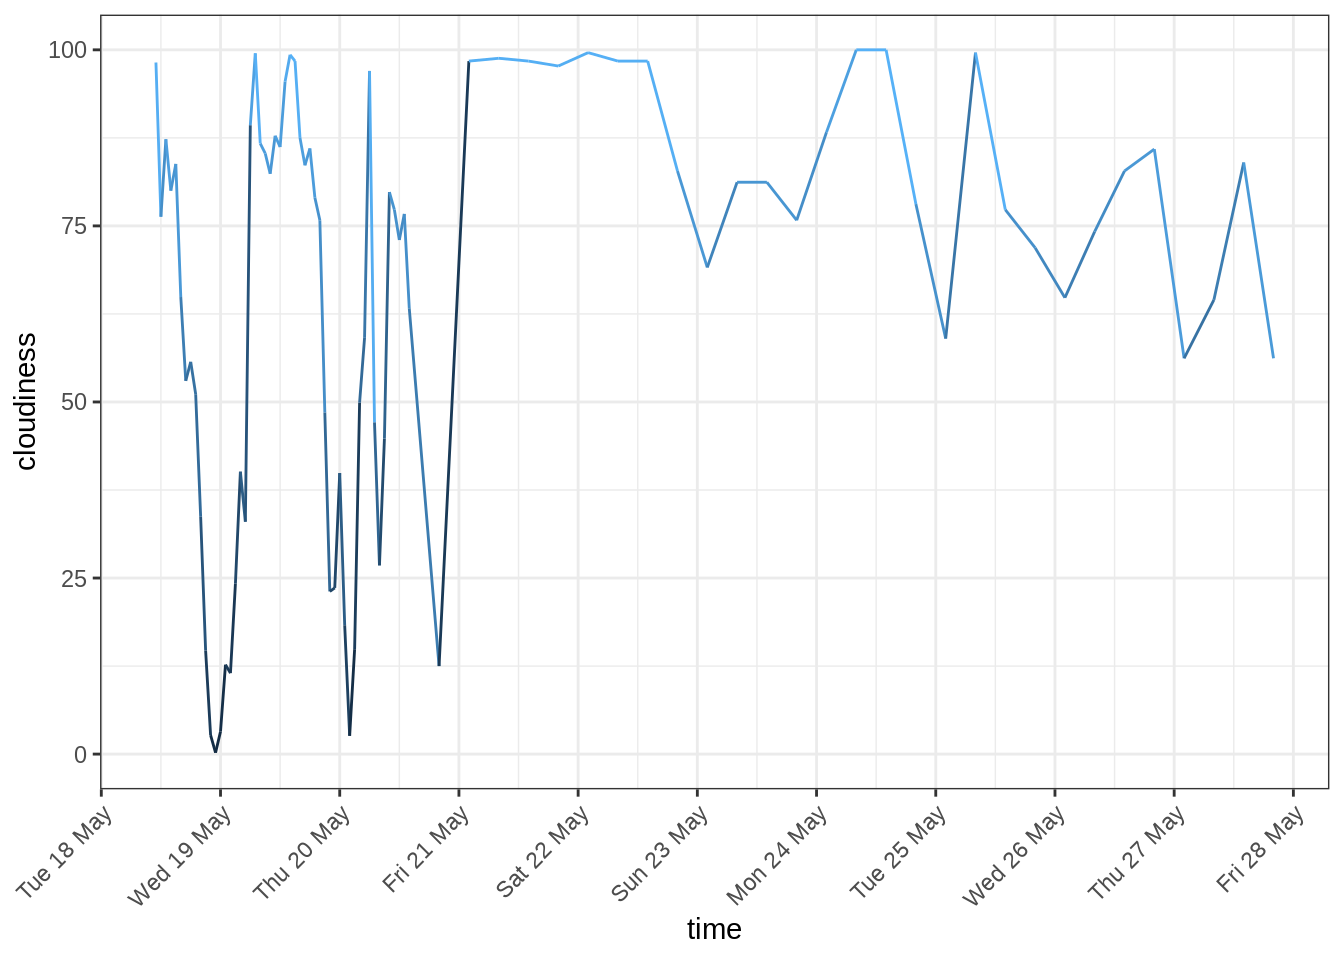 cloudiness
100
75
50
25
0
Tue 18 May
Wed 19 May
Thu 20 May
Fri 21 May
Sat 22 May
Sun 23 May
Mon 24 May
Tue 25 May
Wed 26 May
Thu 27 May
Fri 28 May
time